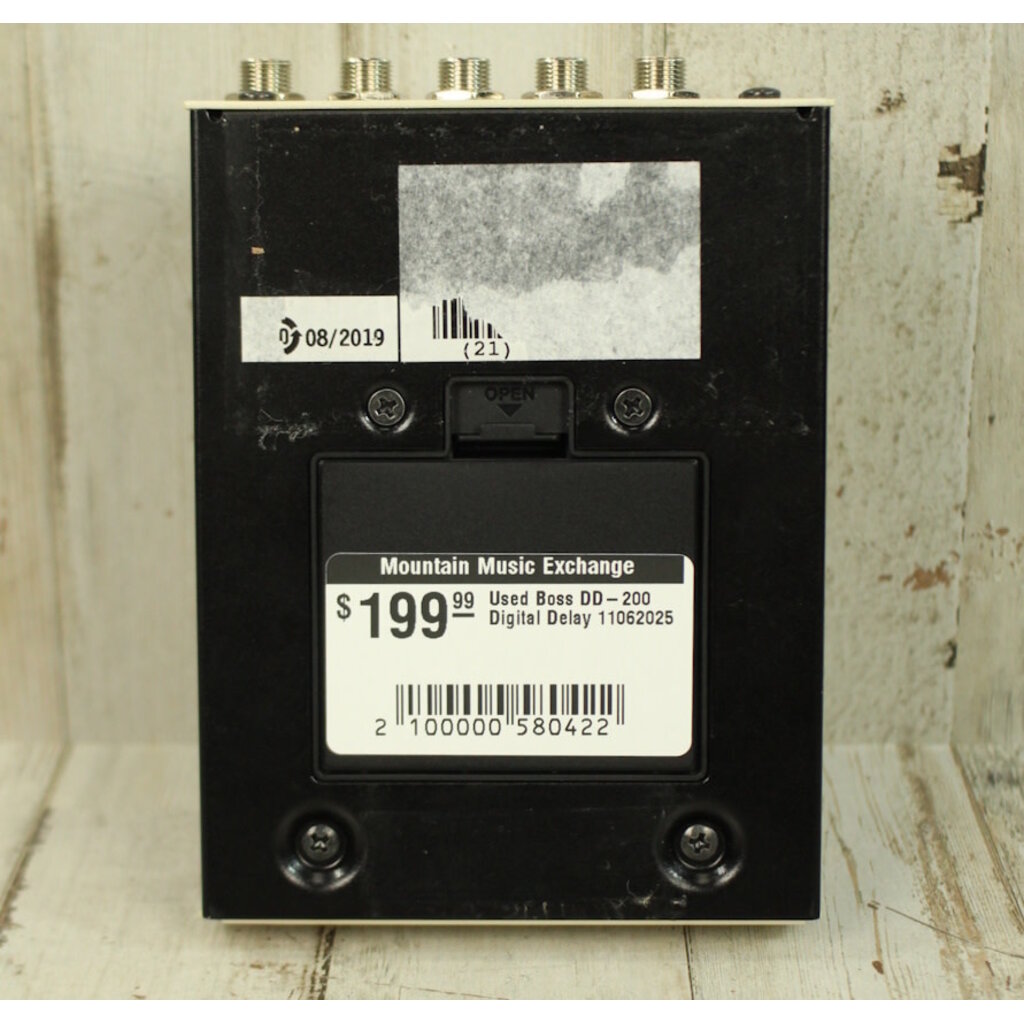 08/2019
(21)
OPEN
Mountain Music Exchange
$199.99 Used Boss DD-200
Digital Delay 11062025
2 100000 580422